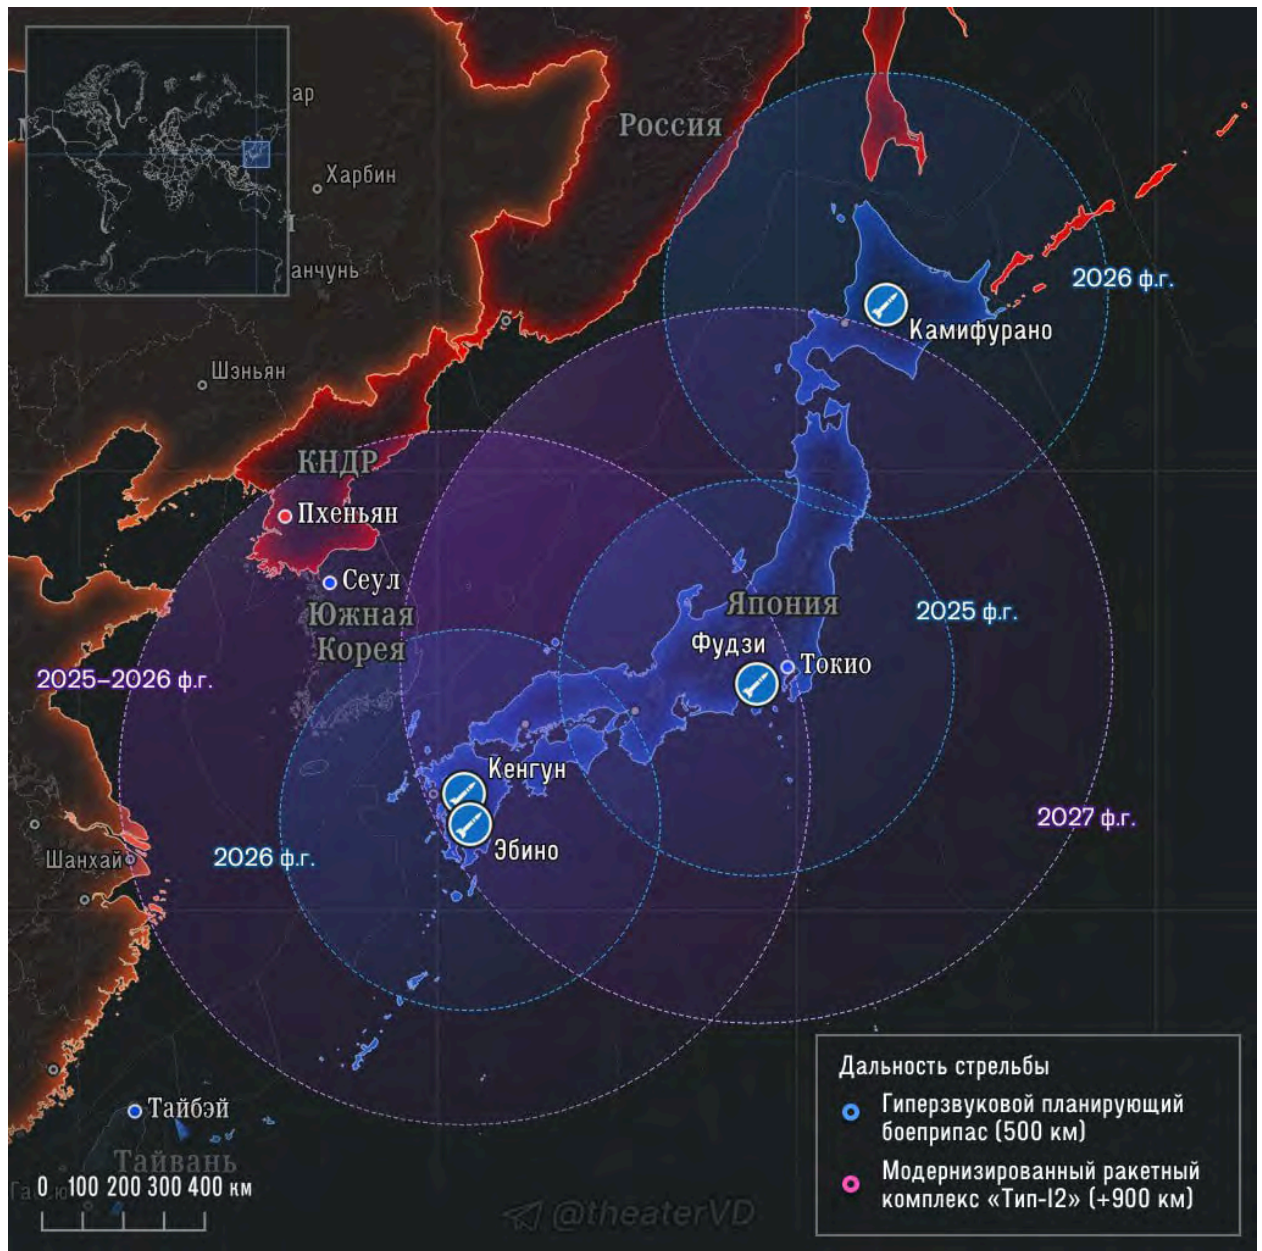 ар
Россия
Харбин
анчунь
2026 ф.г.
Камифурано
Шэньян
КНДР
Пхеньян
Сеул
Южная
Корея
Япония
2025 ф.г.
Фудзи
Токио
2025–2026 ф.г.
Кенгун
2027 ф.г.
Эбино
Шанхай
2026 ф.г.
Дальность стрельбы
Гиперзвуковой планирующий
боеприпас (500 км)
Модернизированный ракетный
комплекс «Тип-12» (+900 км)
Тайбэй
Тайвань
0 100 200 300 400 км
@theaterVD